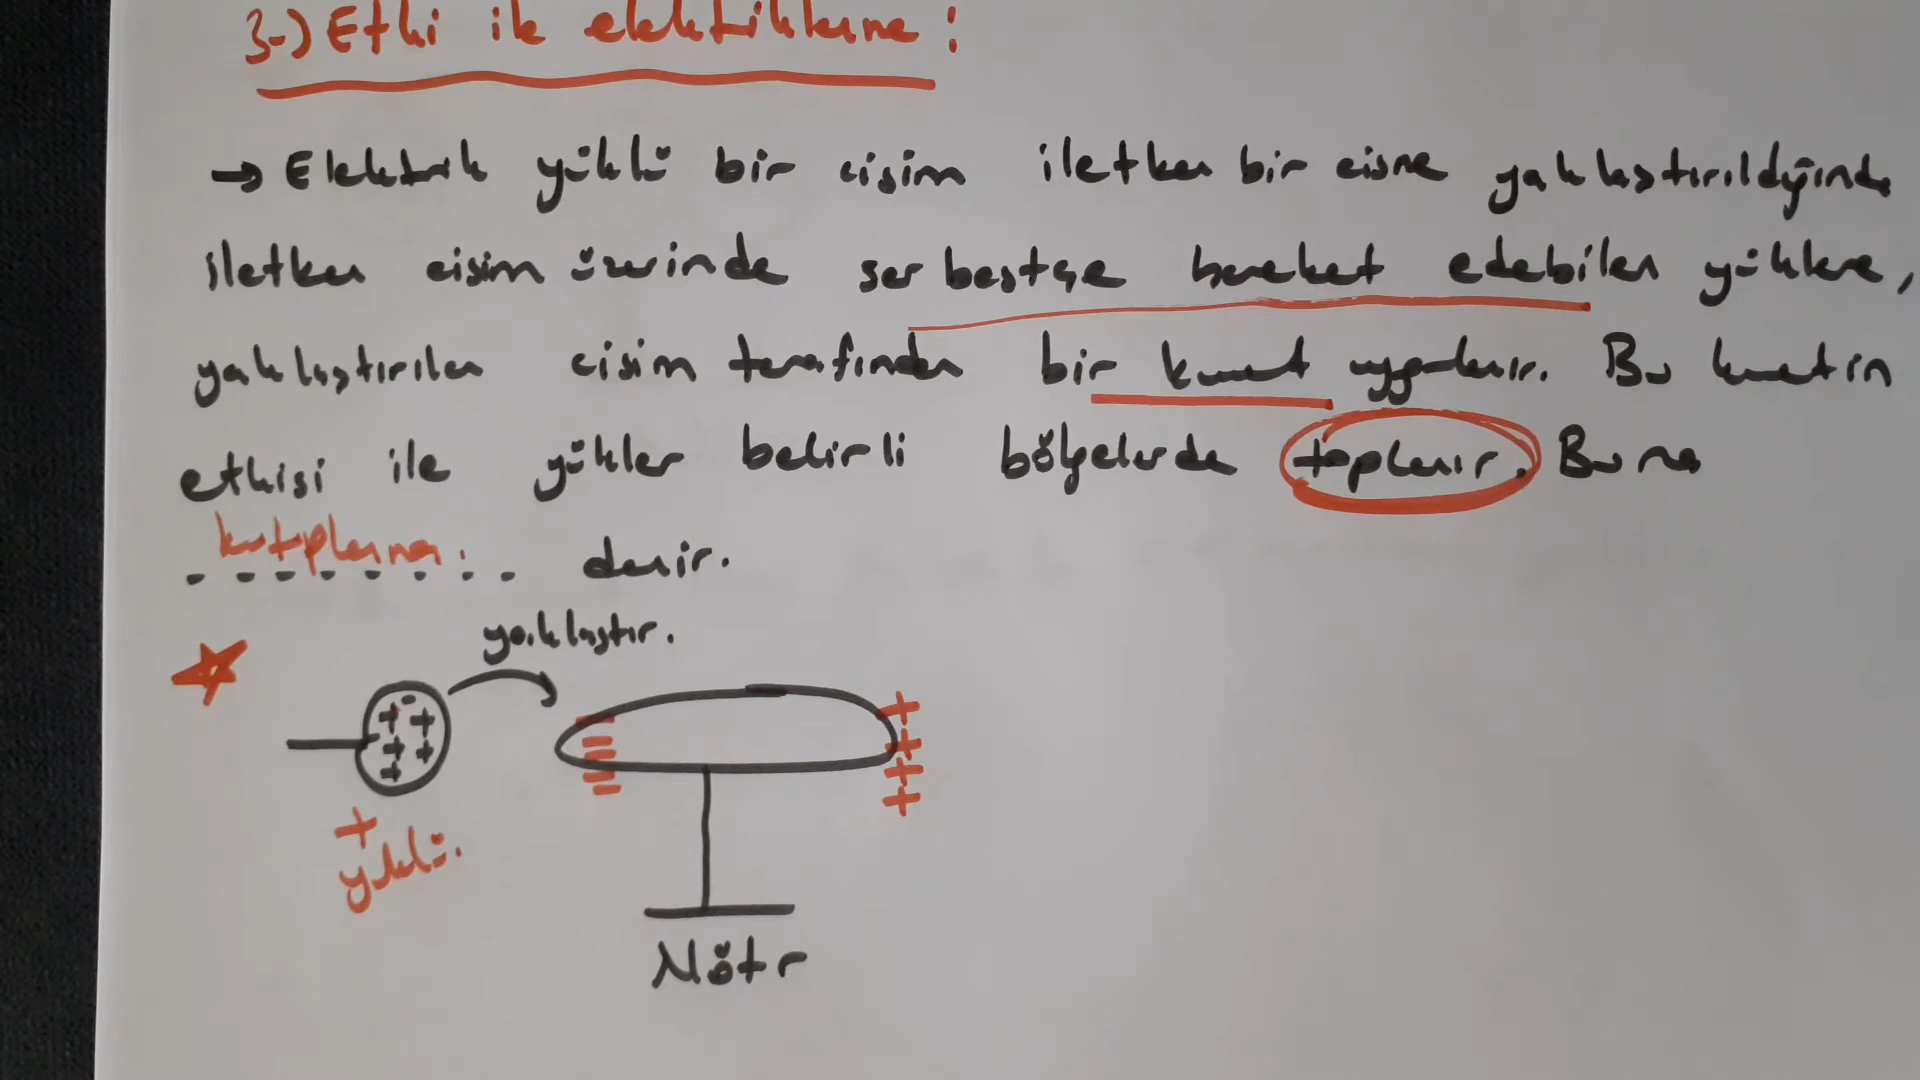 3-) Etki ile elektriklenme :
→ Elektrik yüklü bir cisim iletken bir cisme yaklaştırıldığında
iletken cisim üzerinde serbestçe hareket edebilen yüklere,
yaklaştırılan cisim tarafından bir kuvvet uygulanır. Bu kuvvetin
etkisi ile yükler belirli bölgelerde toplanır. Buna
kutuplanma. denir.
yaklaştır.
+ yüklü.
Nötr